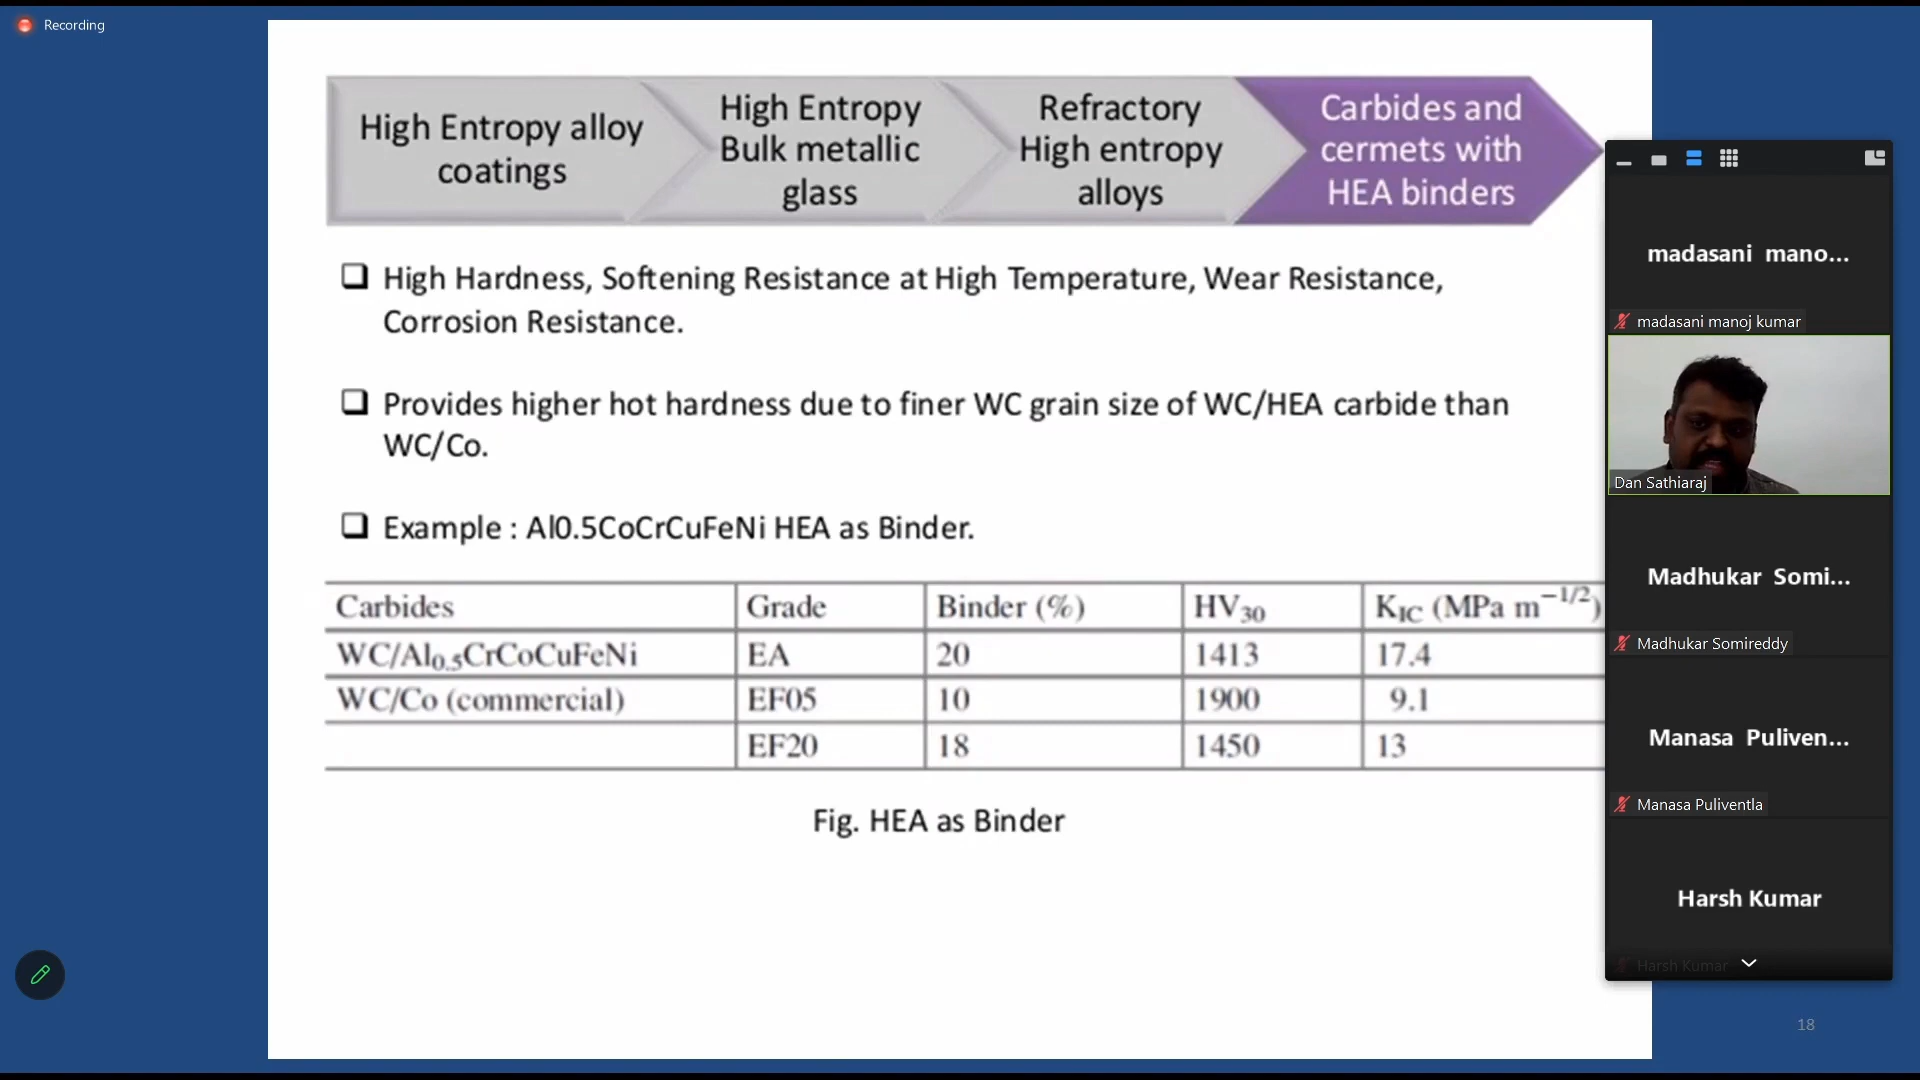 Recording
High Entropy alloy
coatings
High Entropy
Bulk metallic
glass
Refractory
High entropy
alloys
Carbides and
cermets with
HEA binders
High Hardness, Softening Resistance at High Temperature, Wear Resistance,
Corrosion Resistance.
Provides higher hot hardness due to finer WC grain size of WC/HEA carbide than
WC/Co.
Example : Al0.5CoCrCuFeNi HEA as Binder.
Carbides Grade Binder (%) HV30 KIC (MPa m−1/2)
WC/Al0.5CrCoCuFeNi EA 20 1413 17.4
WC/Co (commercial) EF05 10 1900 9.1
EF20 18 1450 13
Fig. HEA as Binder
18
madasani mano...
madasani manoj kumar
Dan Sathiaraj
Madhukar Somi...
Madhukar Somireddy
Manasa Puliven...
Manasa Puliventla
Harsh Kumar
Harsh Kumar